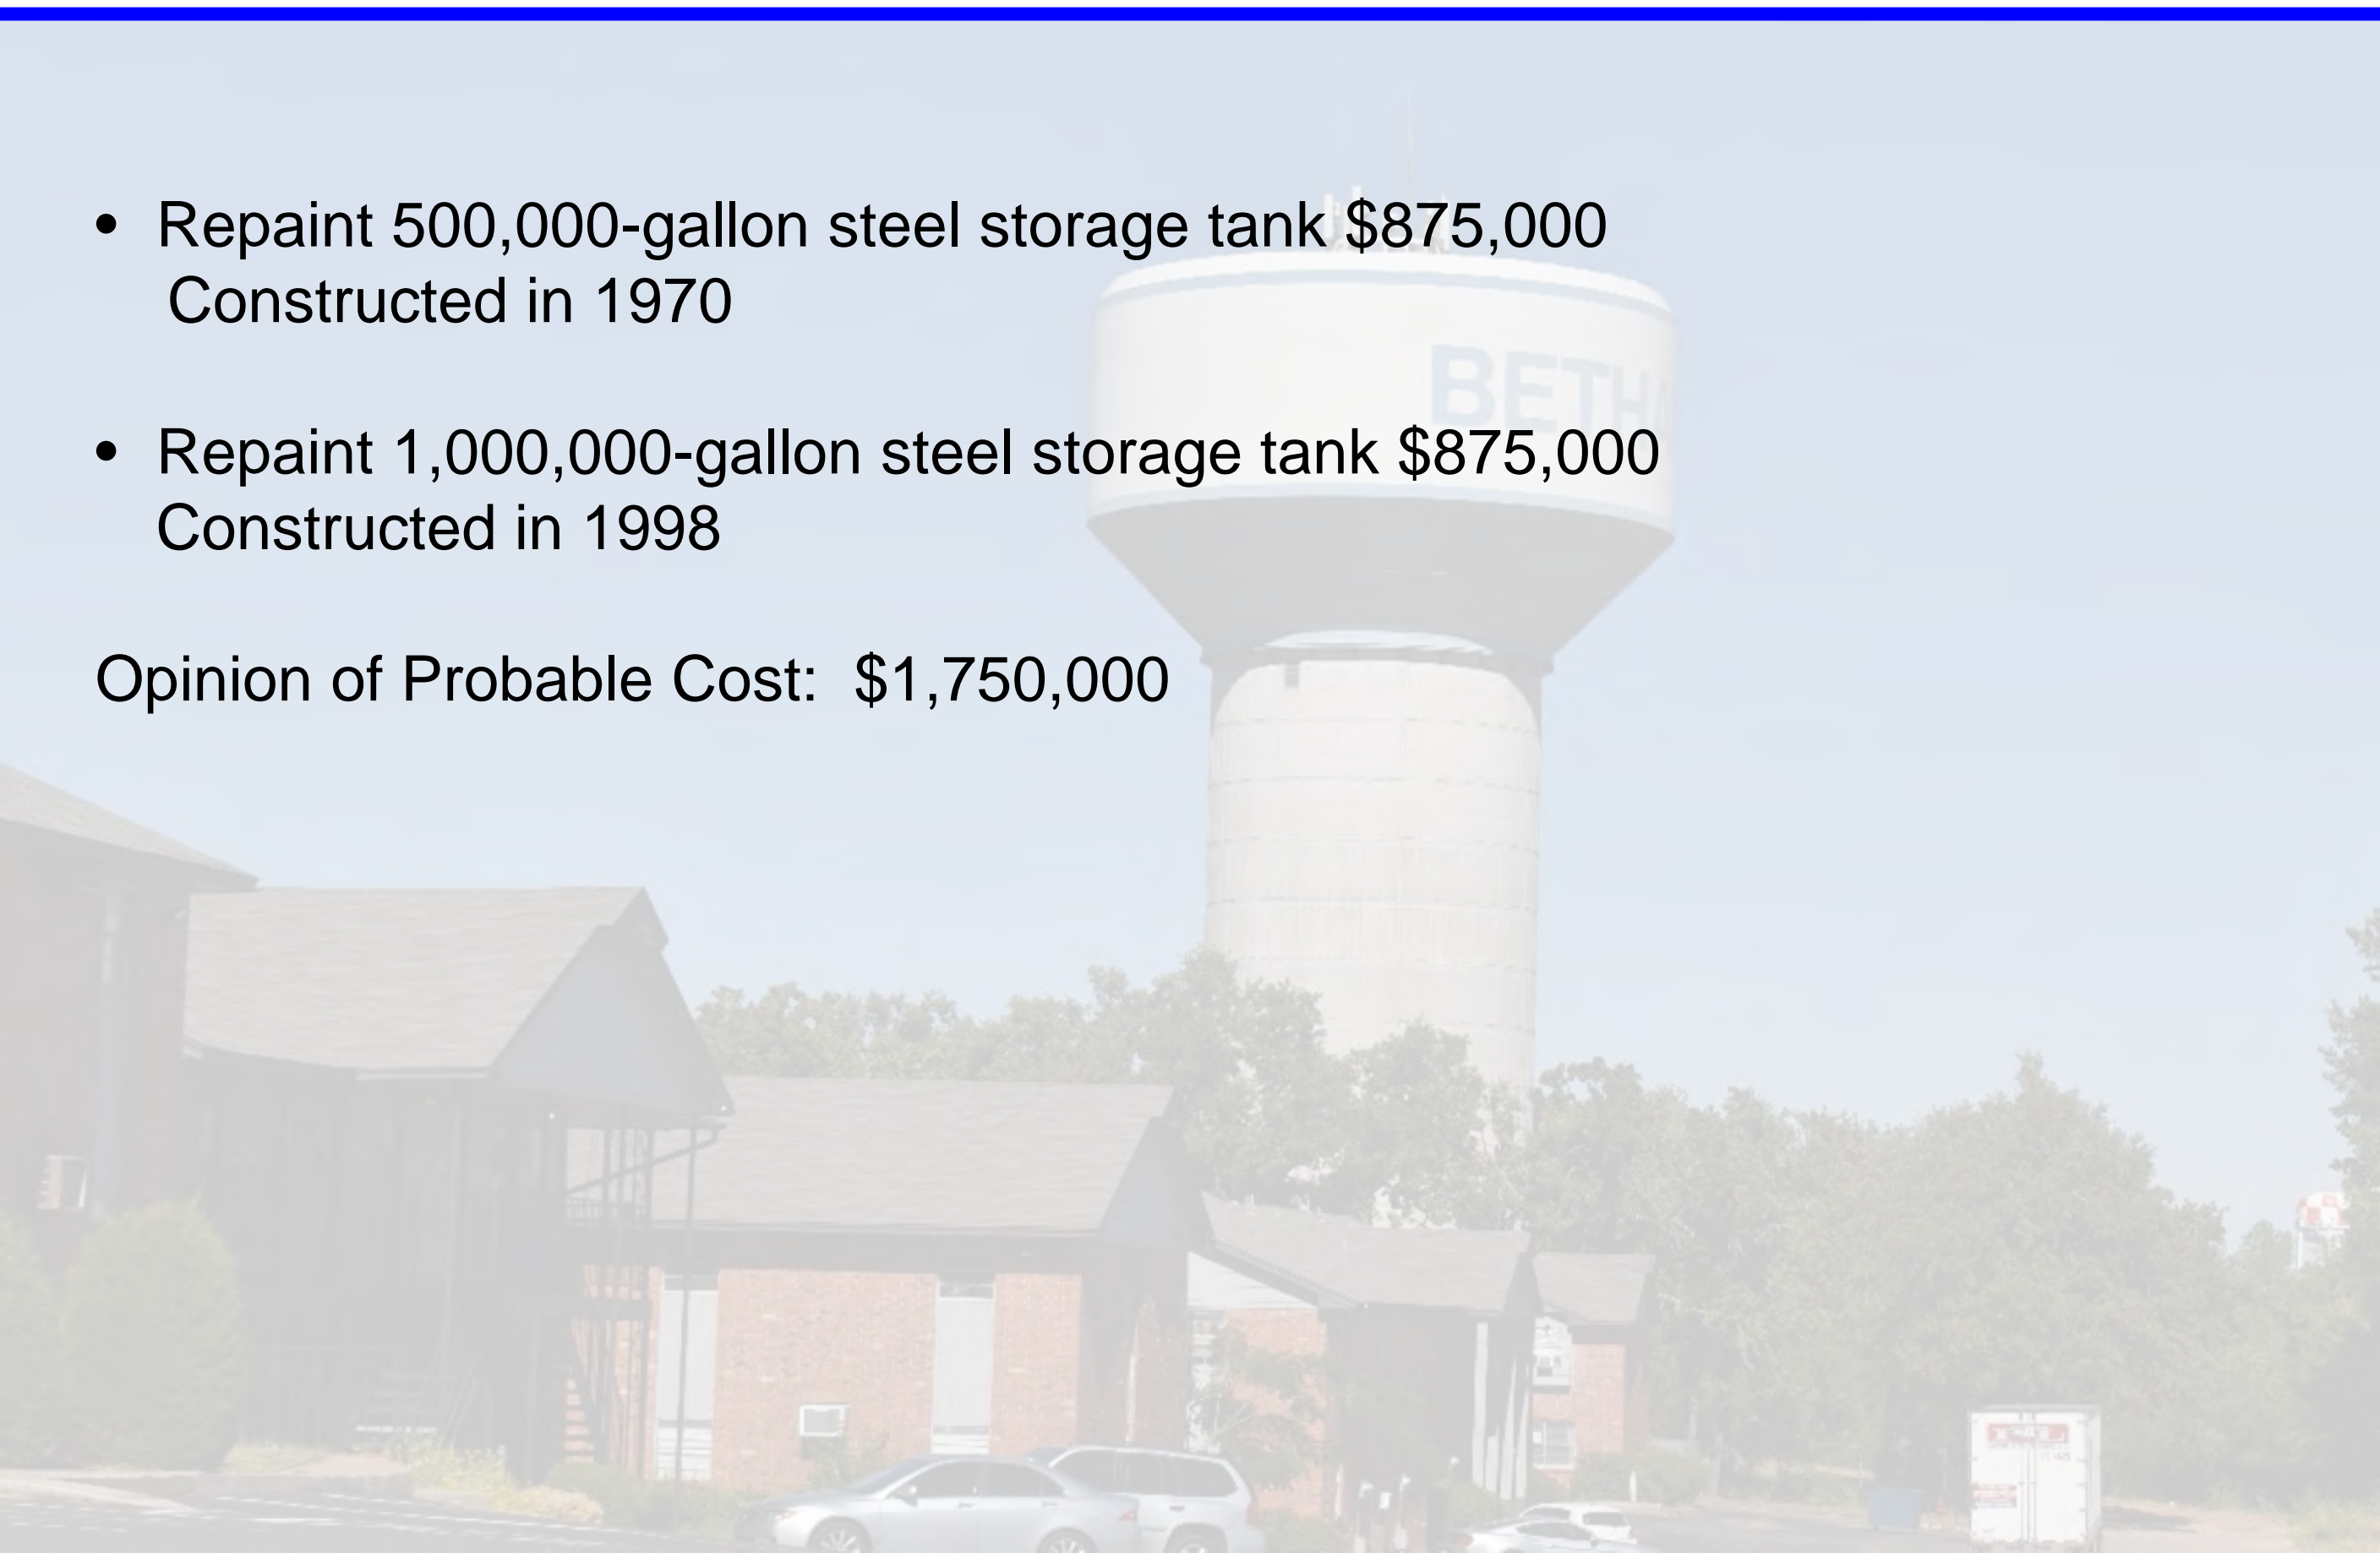 • Repaint 500,000-gallon steel storage tank $875,000
Constructed in 1970
• Repaint 1,000,000-gallon steel storage tank $875,000
Constructed in 1998
Opinion of Probable Cost: $1,750,000
BETHA